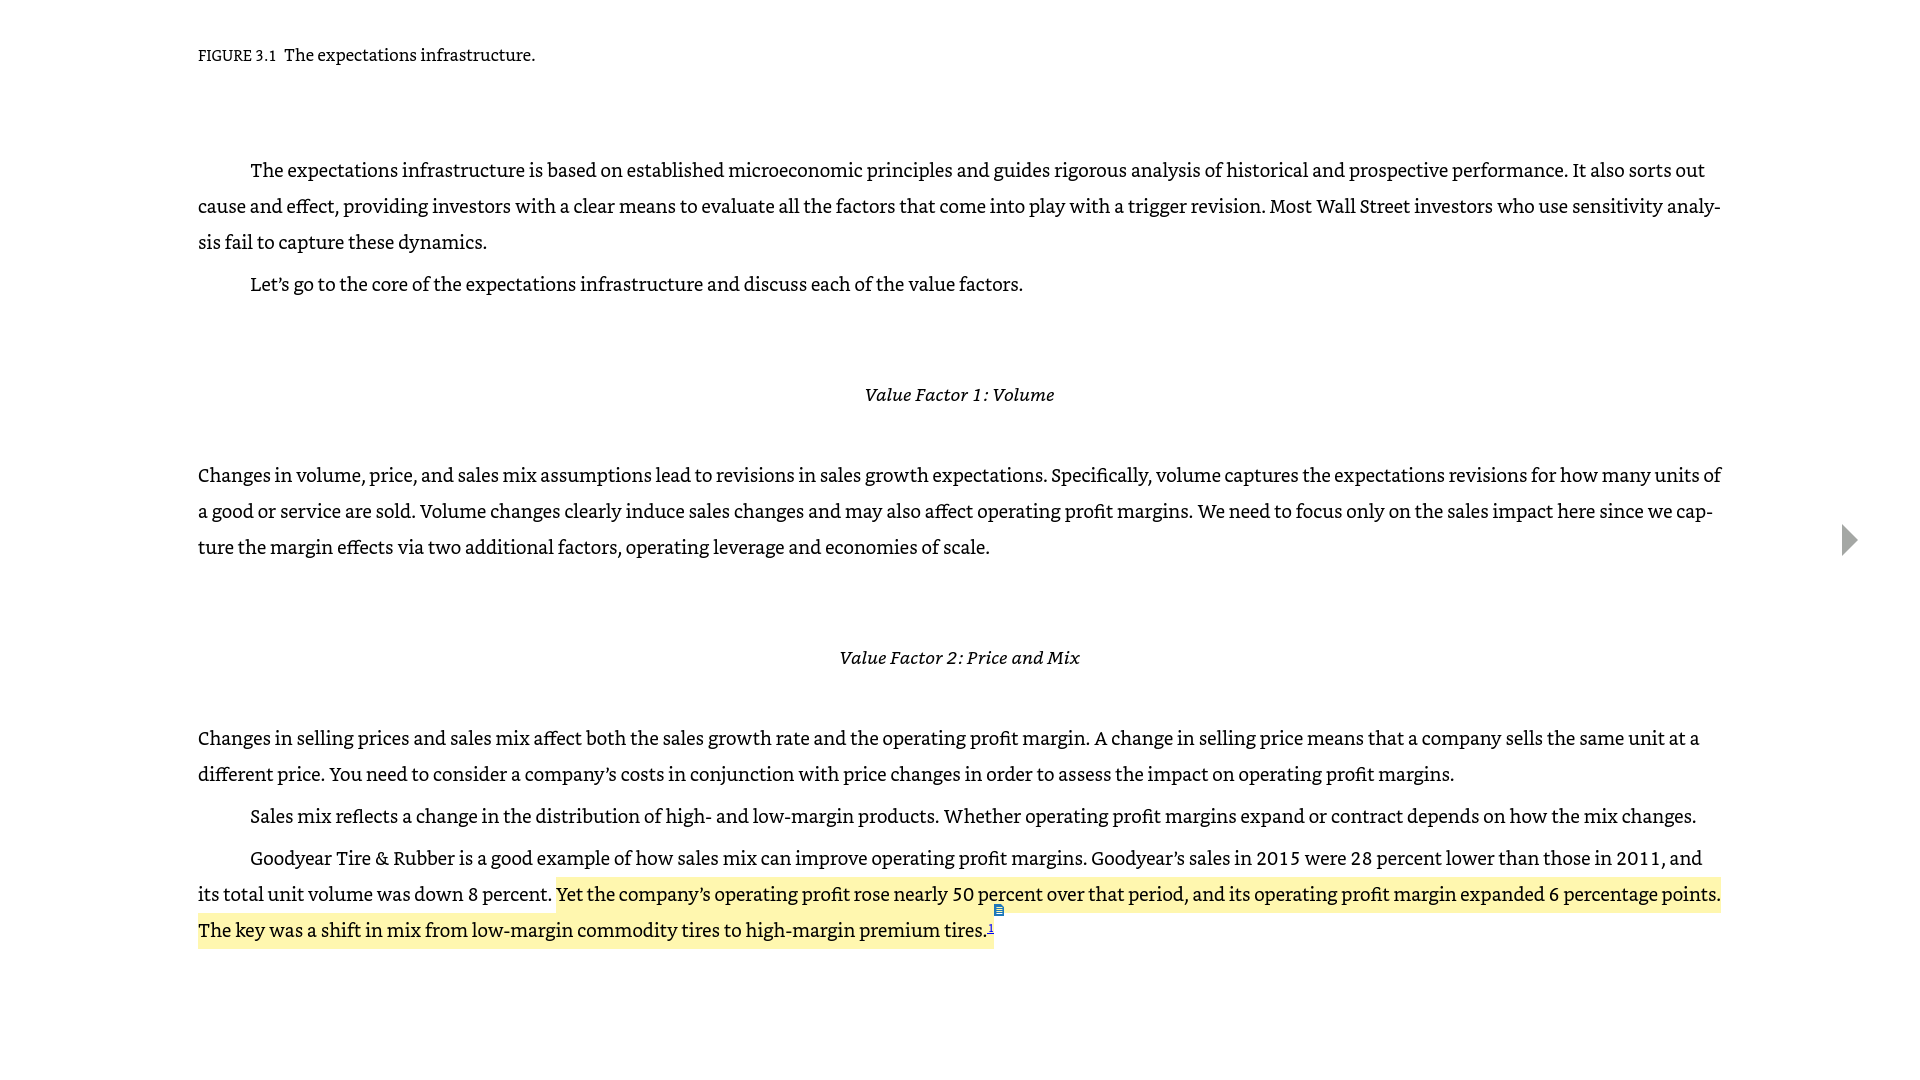 FIGURE 3.1 The expectations infrastructure.
The expectations infrastructure is based on established microeconomic principles and guides rigorous analysis of historical and prospective performance. It also sorts out
cause and effect, providing investors with a clear means to evaluate all the factors that come into play with a trigger revision. Most Wall Street investors who use sensitivity analy-
sis fail to capture these dynamics.
Let’s go to the core of the expectations infrastructure and discuss each of the value factors.
Value Factor 1: Volume
Changes in volume, price, and sales mix assumptions lead to revisions in sales growth expectations. Specifically, volume captures the expectations revisions for how many units of
a good or service are sold. Volume changes clearly induce sales changes and may also affect operating profit margins. We need to focus only on the sales impact here since we cap-
ture the margin effects via two additional factors, operating leverage and economies of scale.
Value Factor 2: Price and Mix
Changes in selling prices and sales mix affect both the sales growth rate and the operating profit margin. A change in selling price means that a company sells the same unit at a
different price. You need to consider a company’s costs in conjunction with price changes in order to assess the impact on operating profit margins.
Sales mix reflects a change in the distribution of high- and low-margin products. Whether operating profit margins expand or contract depends on how the mix changes.
Goodyear Tire & Rubber is a good example of how sales mix can improve operating profit margins. Goodyear’s sales in 2015 were 28 percent lower than those in 2011, and
its total unit volume was down 8 percent. Yet the company’s operating profit rose nearly 50 percent over that period, and its operating profit margin expanded 6 percentage points.
The key was a shift in mix from low-margin commodity tires to high-margin premium tires.1